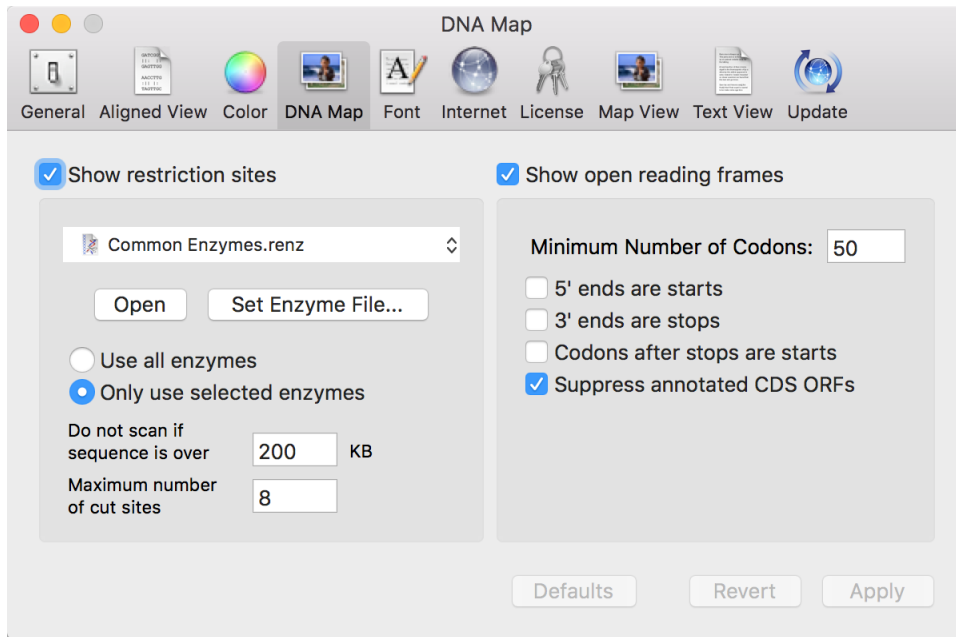 DNA Map
General Aligned View Color DNA Map Font Internet License Map View Text View Update
Show restriction sites
Common Enzymes.renz
Open Set Enzyme File...
Use all enzymes
Only use selected enzymes
Do not scan if
sequence is over 200 KB
Maximum number
of cut sites 8
Show open reading frames
Minimum Number of Codons: 50
5' ends are starts
3' ends are stops
Codons after stops are starts
Suppress annotated CDS ORFs
Defaults Revert Apply